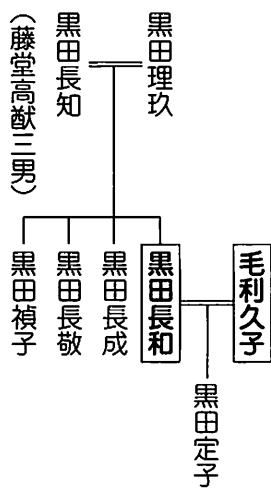 黒田理玖
黒田長知
（藤堂高猷三男）
毛利久子
黒田長和
黒田長成
黒田長敬
黒田禎子
黒田定子